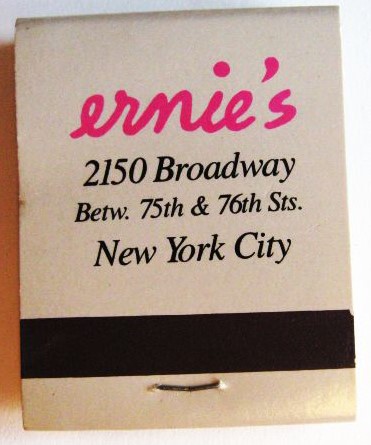 ernie's
2150 Broadway
Betw. 75th & 76th Sts.
New York City